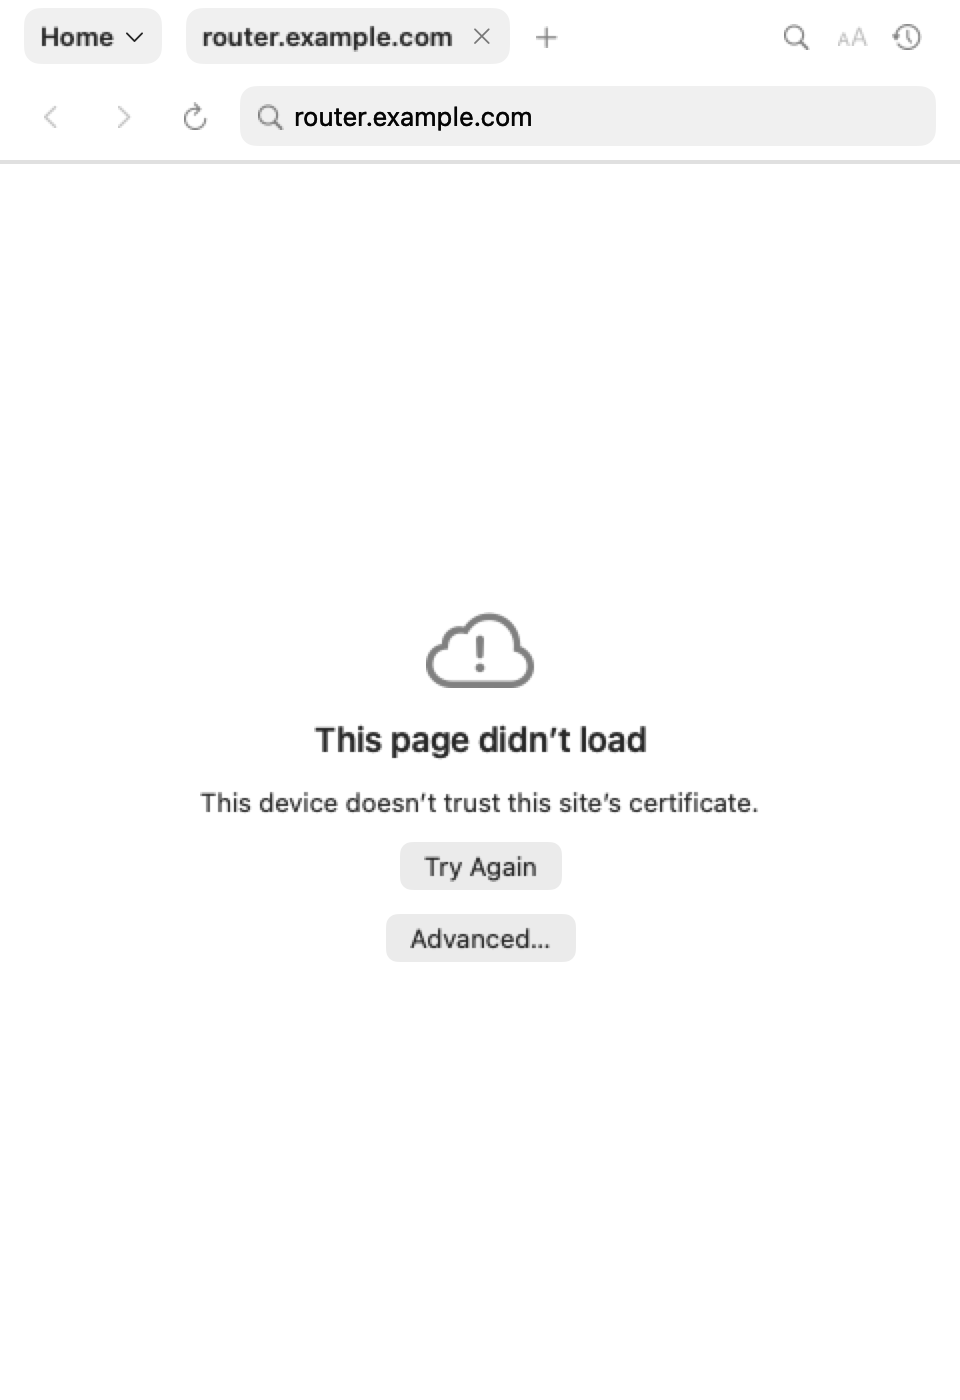 Home
router.example.com
AA
router.example.com
This page didn’t load
This device doesn’t trust this site’s certificate.
Try Again
Advanced...